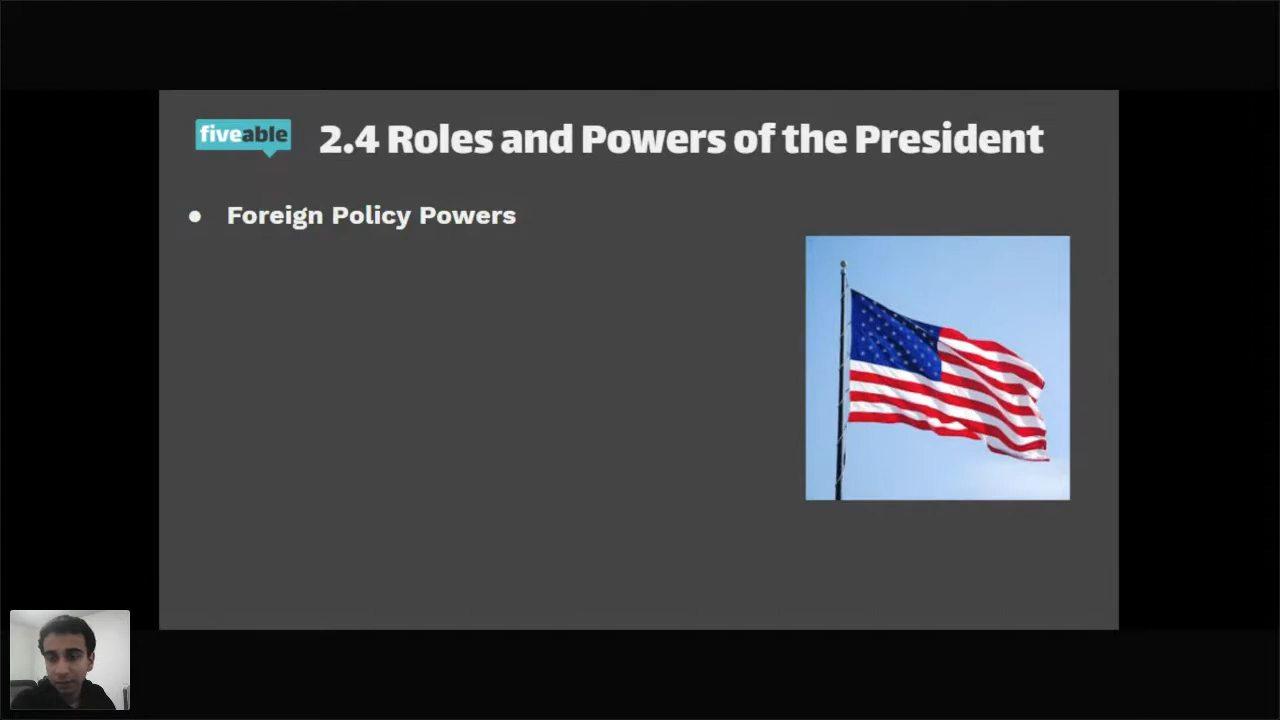 fiveable
2.4 Roles and Powers of the President
● Foreign Policy Powers